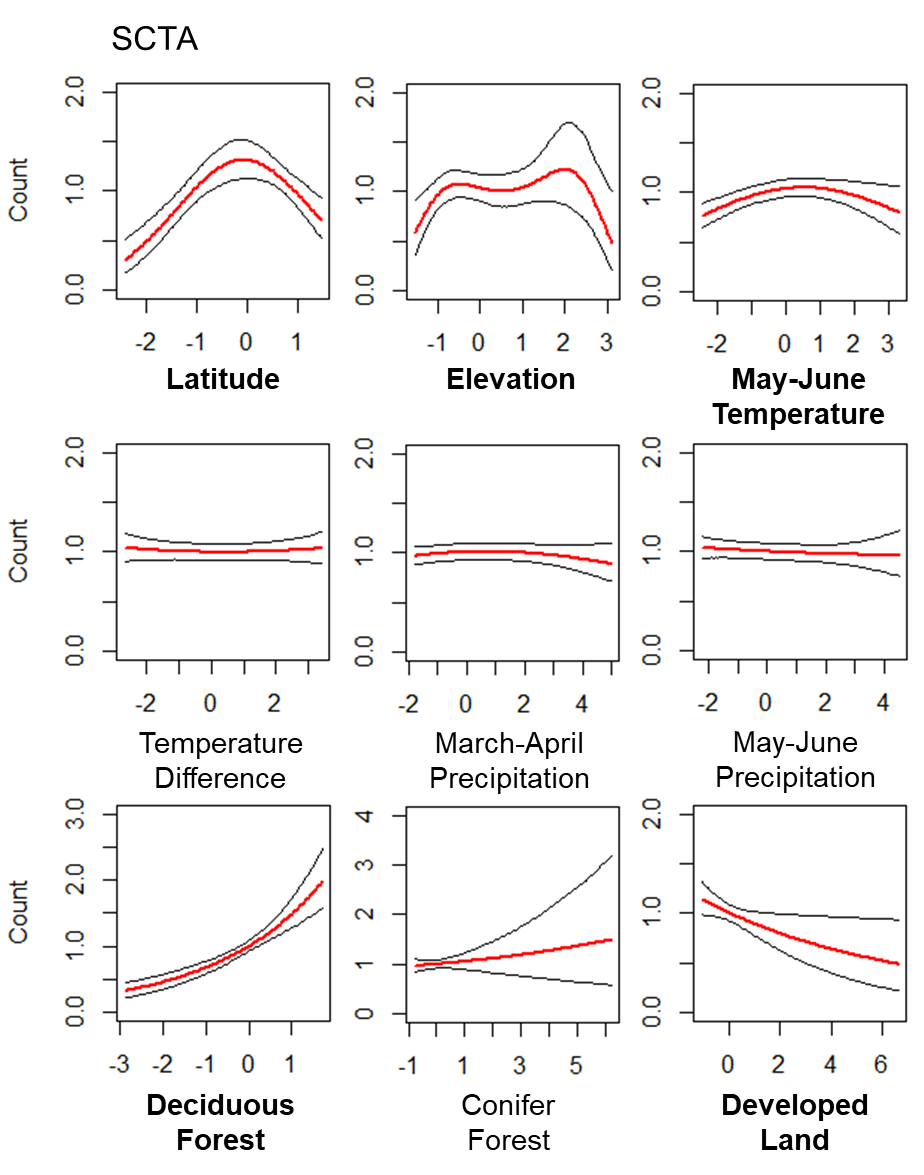 SCTA
2.0 2.0 2.0
Count 1.0 1.0 1.0
0.0 0.0 0.0
-2 -1 0 1 -1 0 1 2 3 -2 0 1 2 3
Latitude Elevation May-June
Temperature
2.0 2.0 2.0
Count 1.0 1.0 1.0
0.0 0.0 0.0
-2 0 2 -2 0 2 4 -2 0 2 4
Temperature March-April May-June
Difference Precipitation Precipitation
3.0 4 2.0
2.0 3
Count 2 1.0
1.0 1
0.0 0 0.0
-3 -2 -1 0 1 -1 1 3 5 0 2 4 6
Deciduous Conifer Developed
Forest Forest Land